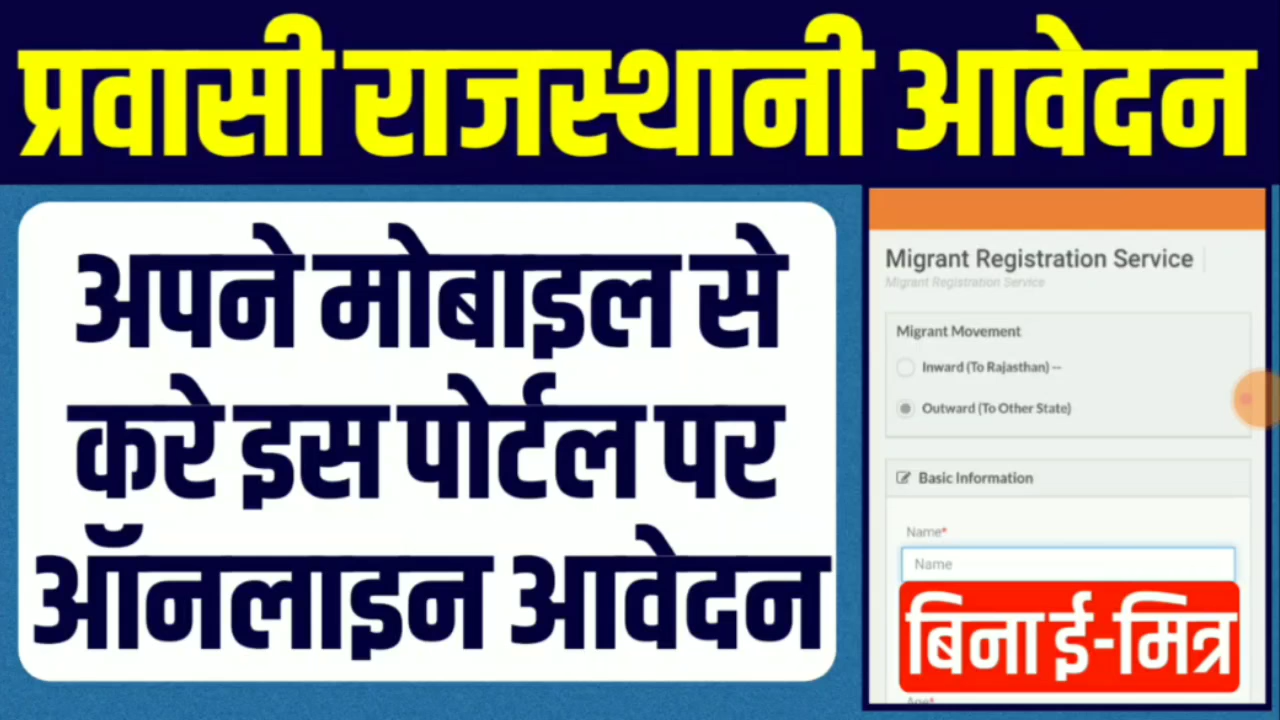 प्रवासी राजस्थानी आवेदन
अपने मोबाइल से
करे इस पोर्टल पर
ऑनलाइन आवेदन
Migrant Registration Service
Migrant Registration Service
Migrant Movement
Inward (To Rajasthan) --
Outward (To Other State)
Basic Information
Name*
Name
बिना ई-मित्र
Age*